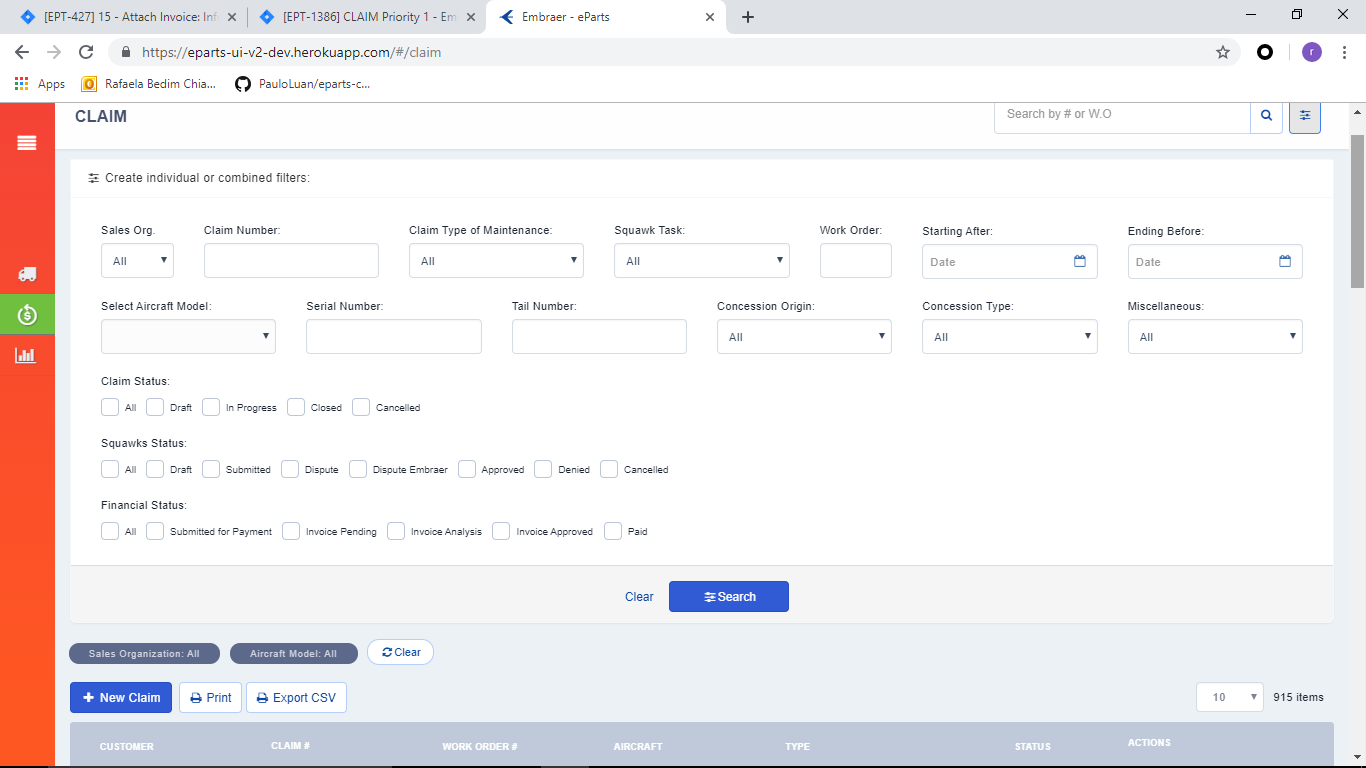 [EPT-427] 15 - Attach Invoice: Inf
[EPT-1386] CLAIM Priority 1 - Em
Embraer - eParts
https://eparts-ui-v2-dev.herokuapp.com/#/claim
r
Apps
Rafaela Bedim Chia...
PauloLuan/eparts-c...
CLAIM
Search by # or W.O
Create individual or combined filters:
Sales Org. Claim Number: Claim Type of Maintenance: Squawk Task: Work Order: Starting After: Ending Before:
All All All Date Date
Select Aircraft Model: Serial Number: Tail Number: Concession Origin: Concession Type: Miscellaneous:
All All All
Claim Status:
All Draft In Progress Closed Cancelled
Squawks Status:
All Draft Submitted Dispute Dispute Embraer Approved Denied Cancelled
Financial Status:
All Submitted for Payment Invoice Pending Invoice Analysis Invoice Approved Paid
Clear Search
Sales Organization: All Aircraft Model: All Clear
New Claim Print Export CSV 10 915 items
CUSTOMER CLAIM # WORK ORDER # AIRCRAFT TYPE STATUS ACTIONS